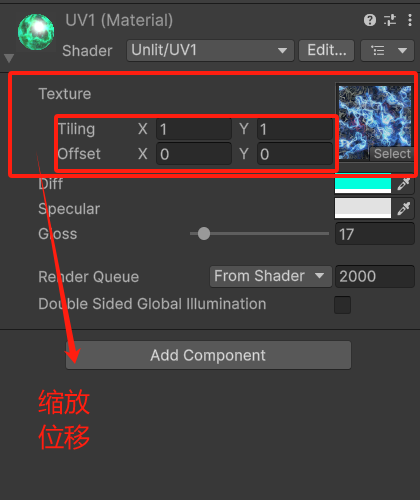 UV1 (Material)
Shader Unlit/UV1 Edit...
Texture
Tiling X 1 Y 1
Offset X 0 Y 0
Select
Diff
Specular
Gloss 17
Render Queue From Shader 2000
Double Sided Global Illumination
Add Component
缩放
位移